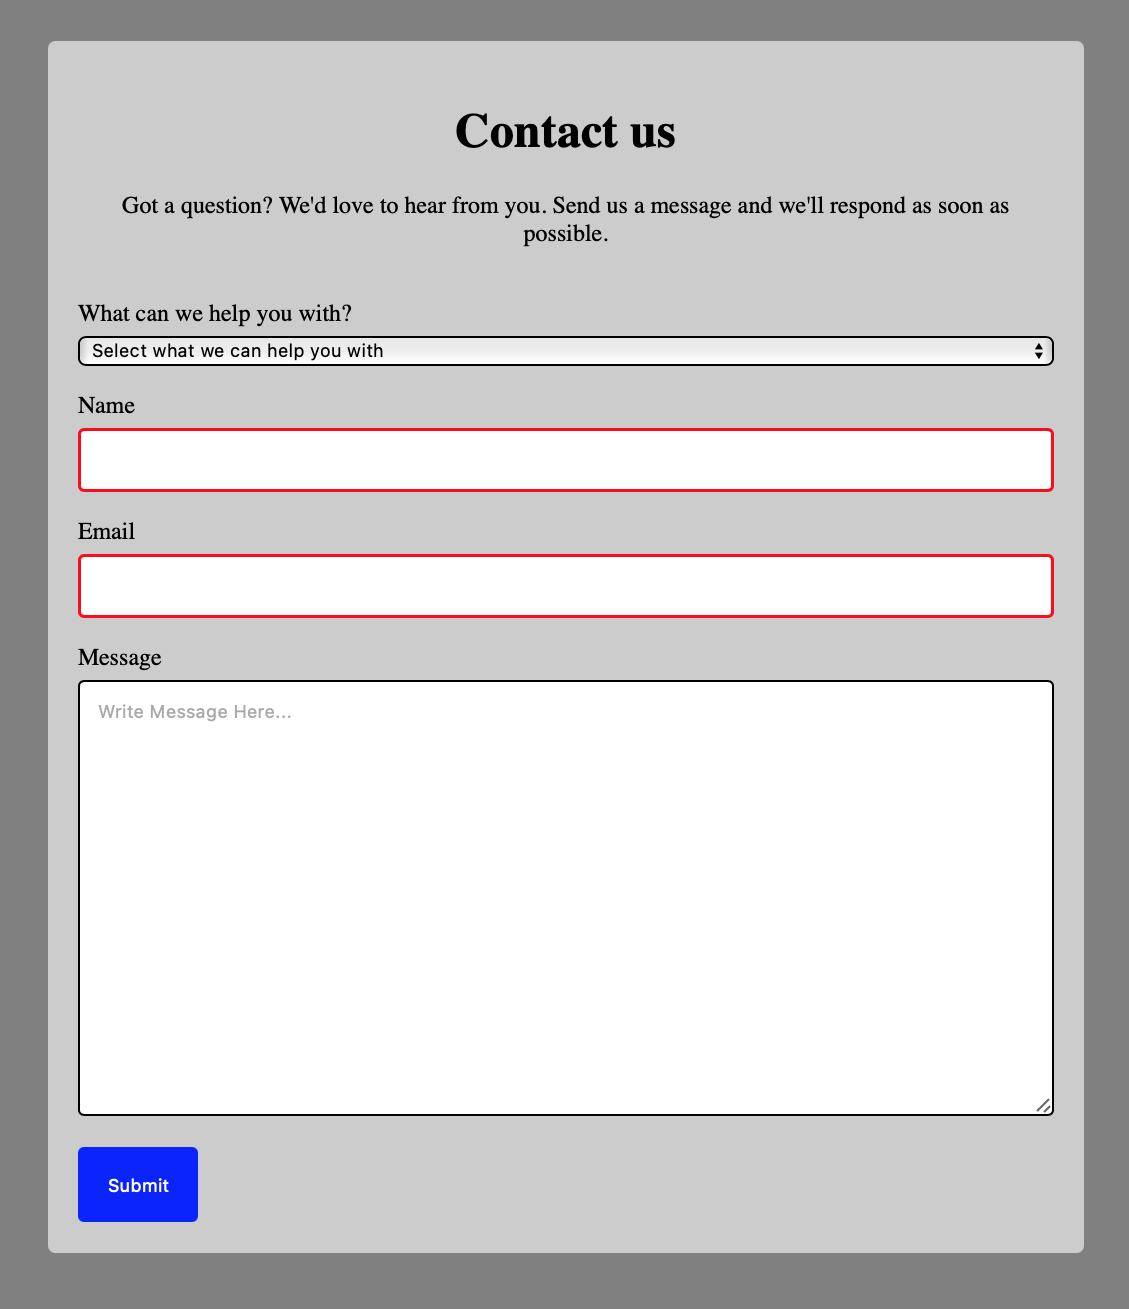 Contact us
Got a question? We'd love to hear from you. Send us a message and we'll respond as soon as
possible.
What can we help you with?
Select what we can help you with
Name
Email
Message
Write Message Here...
Submit